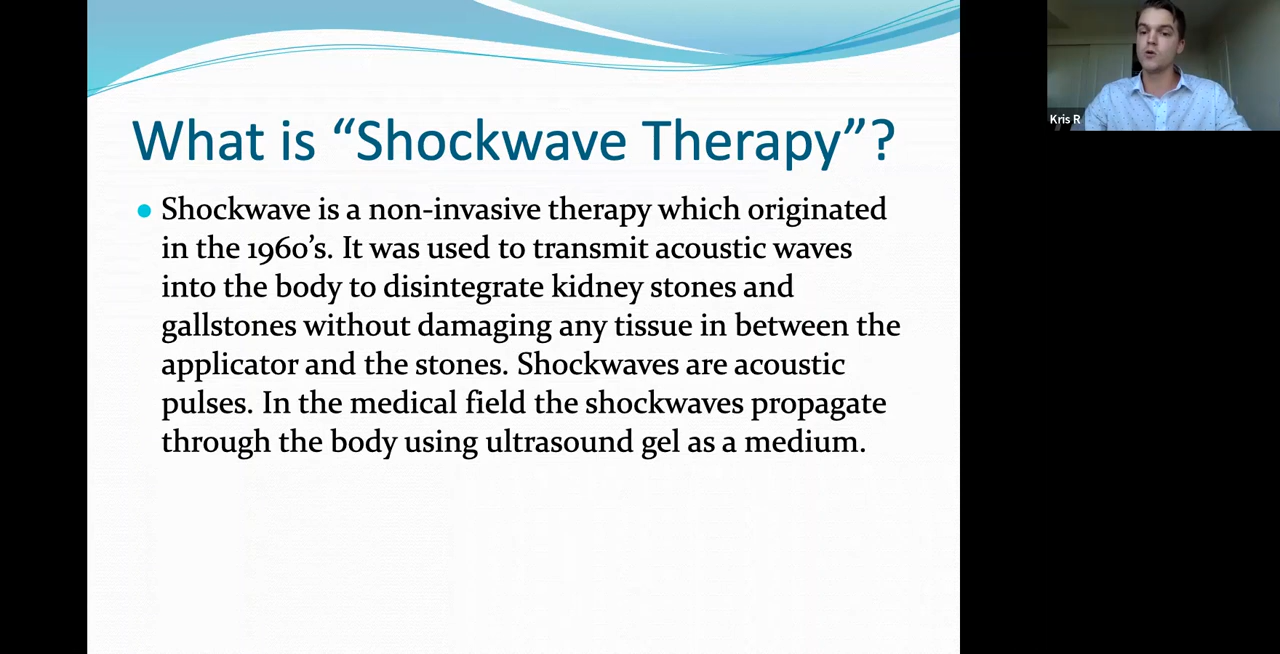 What is “Shockwave Therapy”?
Shockwave is a non-invasive therapy which originated
in the 1960’s. It was used to transmit acoustic waves
into the body to disintegrate kidney stones and
gallstones without damaging any tissue in between the
applicator and the stones. Shockwaves are acoustic
pulses. In the medical field the shockwaves propagate
through the body using ultrasound gel as a medium.
Kris R